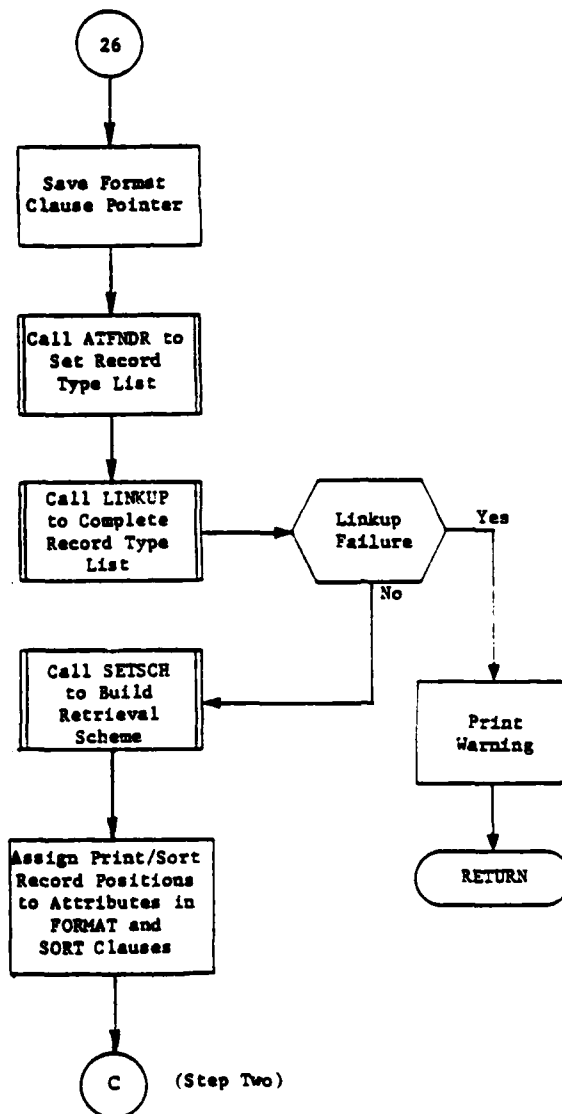 26
Save Format
Clause Pointer
Call ATFNDR to
Set Record
Type List
Call LINKUP
to Complete
Record Type
List
Linkup
Failure
Yes
No
Call SETSCH
to Build
Retrieval
Scheme
Print
Warning
RETURN
Assign Print/Sort
Record Positions
to Attributes in
FORMAT and
SORT Clauses
C (Step Two)